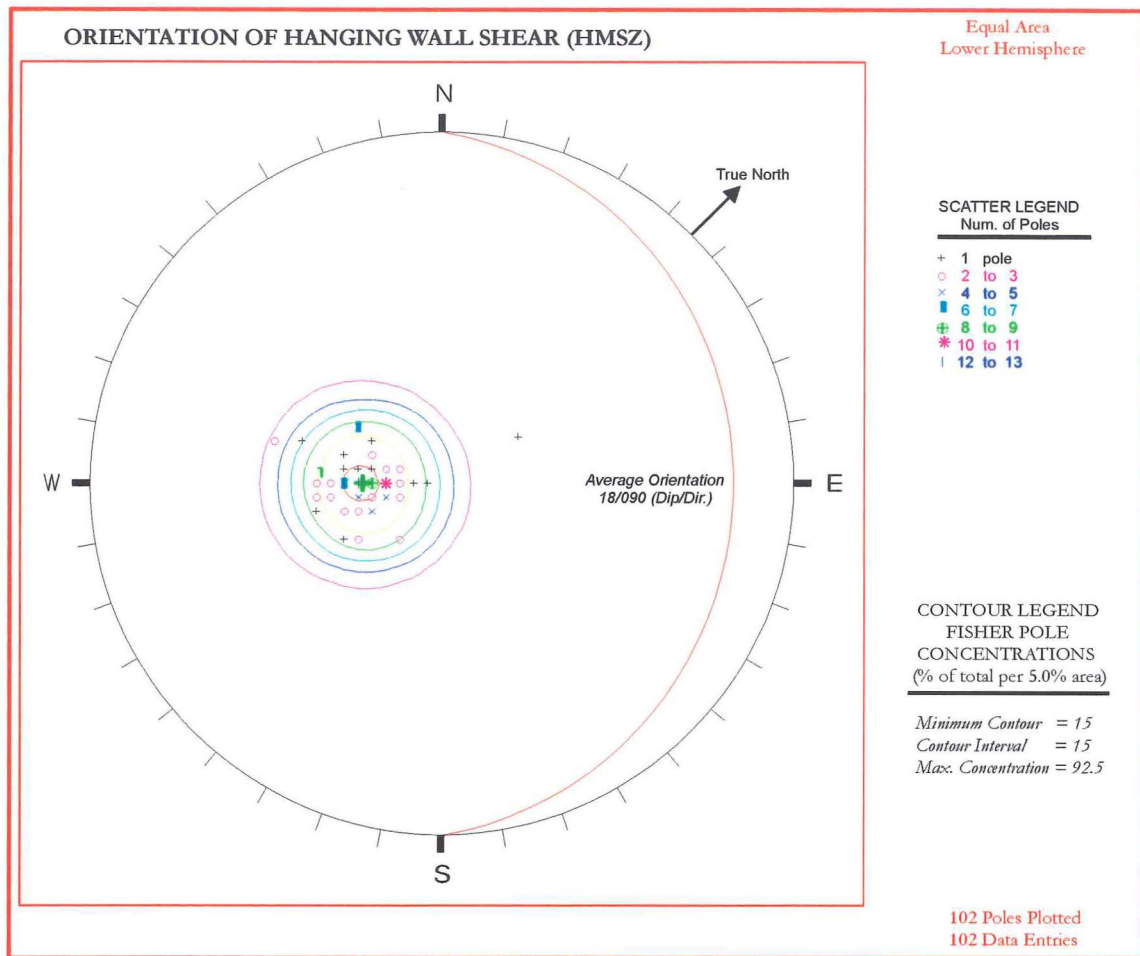 ORIENTATION OF HANGING WALL SHEAR (HMSZ)
Equal Area
Lower Hemisphere
N
True North
SCATTER LEGEND
Num. of Poles
+ 1 pole
○ 2 to 3
× 4 to 5
▮ 6 to 7
⊕ 8 to 9
✱ 10 to 11
| 12 to 13
1
W
E
Average Orientation
18/090 (Dip/Dir.)
CONTOUR LEGEND
FISHER POLE
CONCENTRATIONS
(% of total per 5.0% area)
Minimum Contour = 15
Contour Interval = 15
Max. Concentration = 92.5
S
102 Poles Plotted
102 Data Entries